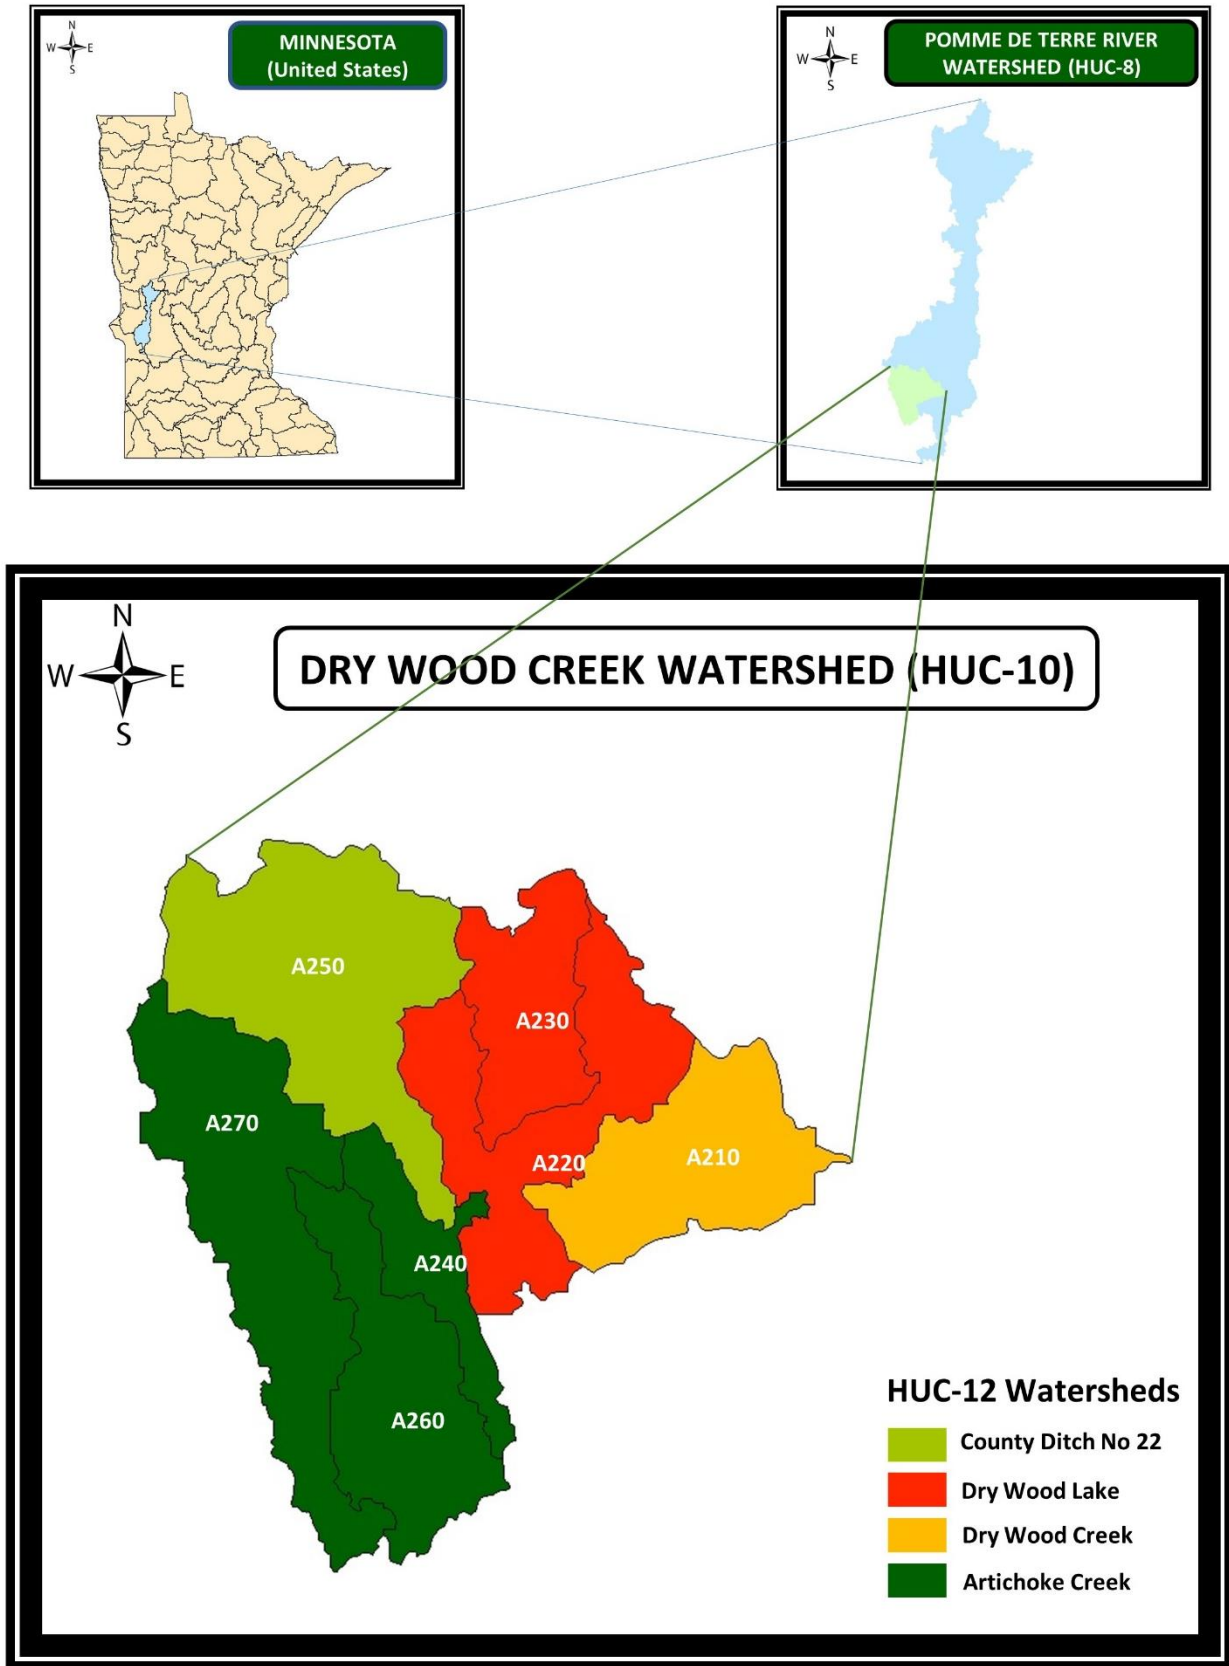 N
W E
S
MINNESOTA
(United States)
N
W E
S
POMME DE TERRE RIVER
WATERSHED (HUC-8)
N
W E
S
DRY WOOD CREEK WATERSHED (HUC-10)
A250
A230
A270
A220
A210
A240
A260
HUC-12 Watersheds
County Ditch No 22
Dry Wood Lake
Dry Wood Creek
Artichoke Creek